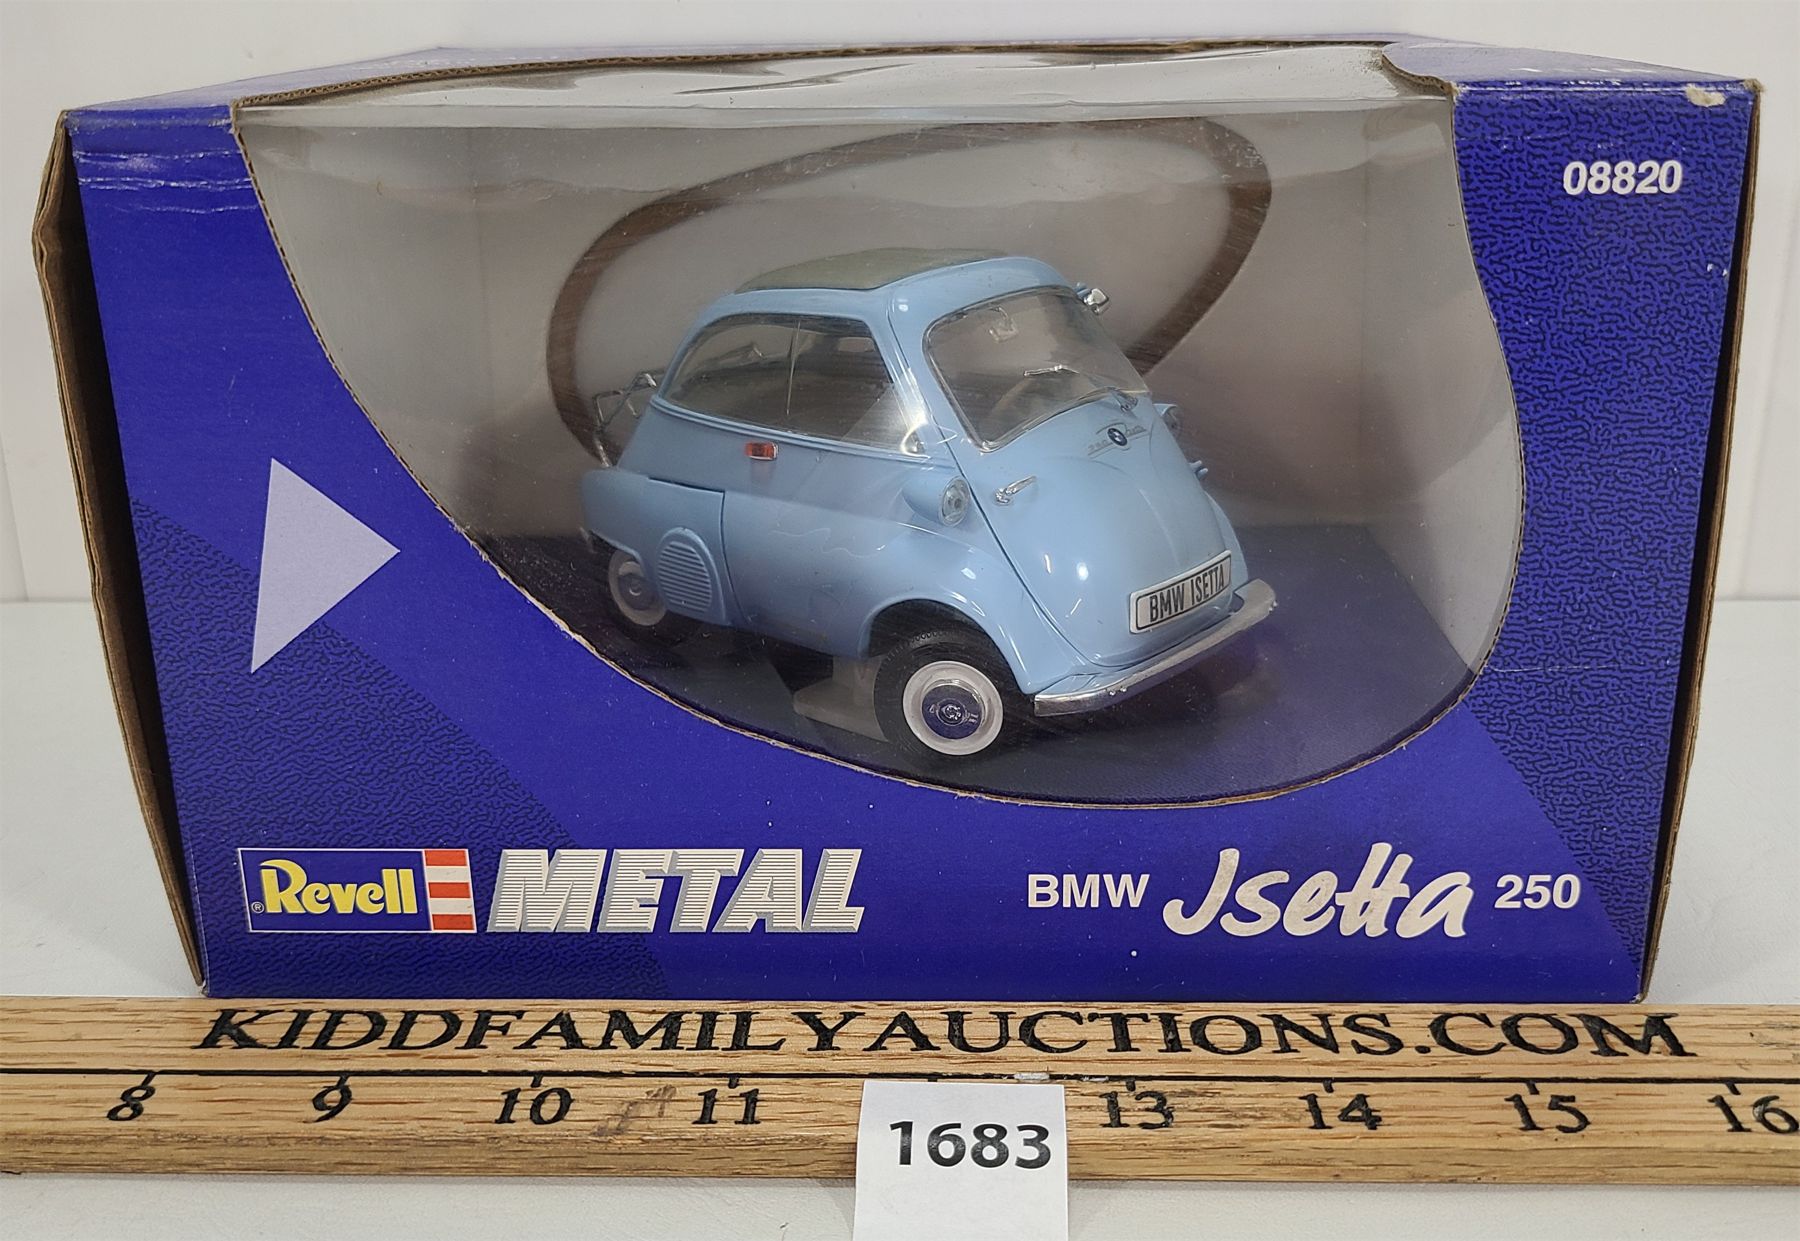 08820
BMW ISETTA
Revell METAL
BMW Isetta 250
KIDDFAMILYAUCTIONS.COM
8 9 10 11 13 14 15 16
1683